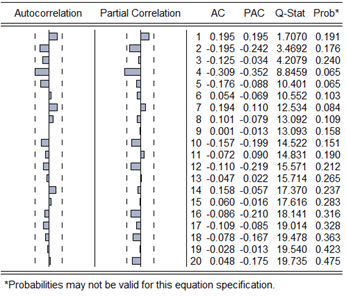 Autocorrelation Partial Correlation AC PAC Q-Stat Prob*
1 0.195 0.195 1.7070 0.191
2 -0.195 -0.242 3.4692 0.176
3 -0.125 -0.034 4.2079 0.240
4 -0.309 -0.352 8.8459 0.065
5 -0.176 -0.088 10.401 0.065
6 0.054 -0.069 10.552 0.103
7 0.194 0.110 12.534 0.084
8 0.101 -0.079 13.092 0.109
9 0.001 -0.013 13.093 0.158
10 -0.157 -0.199 14.522 0.151
11 -0.072 0.090 14.831 0.190
12 -0.110 -0.219 15.571 0.212
13 -0.047 0.022 15.714 0.265
14 0.158 -0.057 17.370 0.237
15 0.060 -0.016 17.616 0.283
16 -0.086 -0.210 18.141 0.316
17 -0.109 -0.085 19.014 0.328
18 -0.078 -0.167 19.478 0.363
19 -0.028 -0.013 19.540 0.423
20 0.048 -0.175 19.735 0.475
*Probabilities may not be valid for this equation specification.